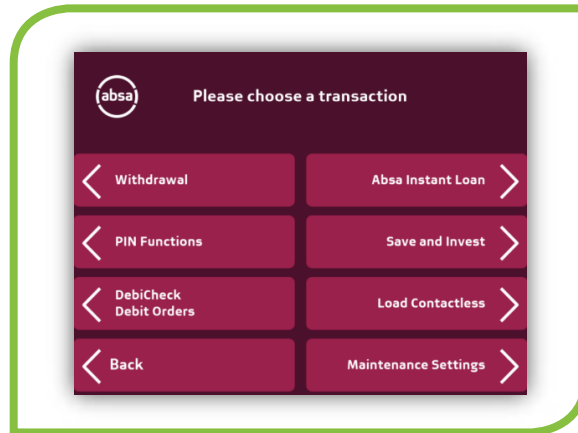 absa
Please choose a transaction
Withdrawal
Absa Instant Loan
PIN Functions
Save and Invest
DebiCheck
Debit Orders
Load Contactless
Back
Maintenance Settings